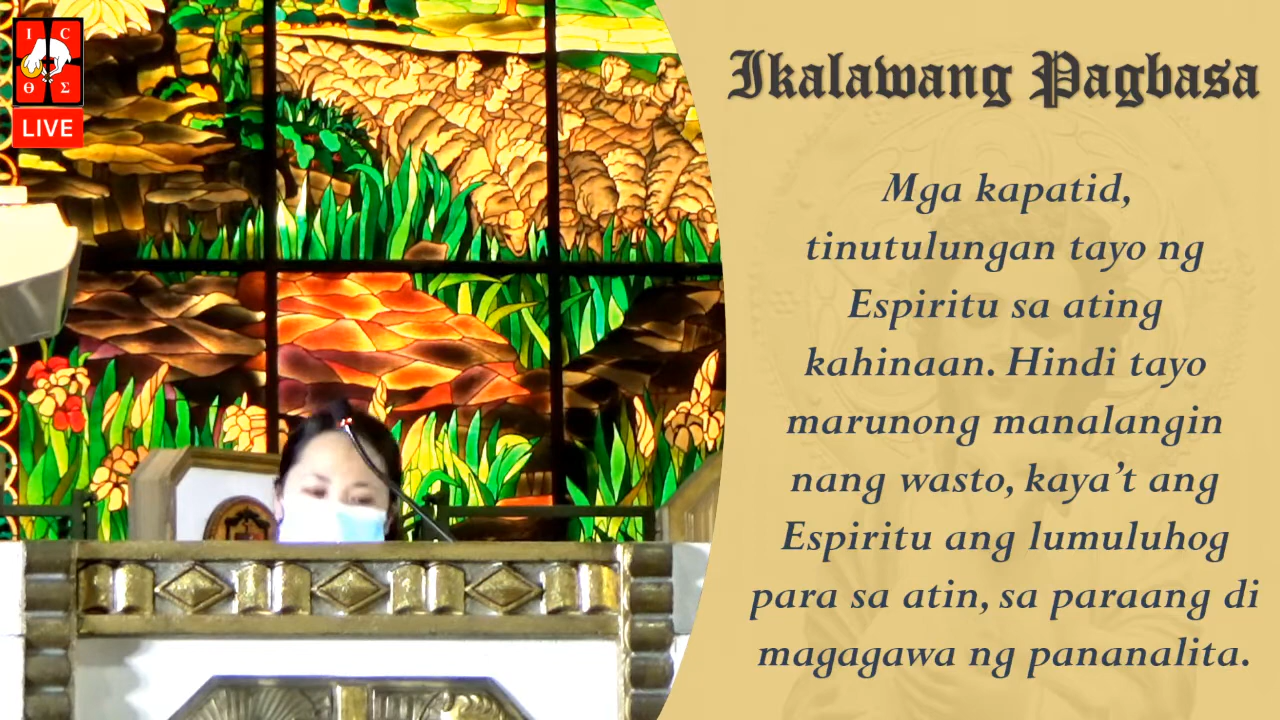 I C
Θ Σ
LIVE
Ikalawang Pagbasa
Mga kapatid,
tinutulungan tayo ng
Espiritu sa ating
kahinaan. Hindi tayo
marunong manalangin
nang wasto, kaya’t ang
Espiritu ang lumuluhog
para sa atin, sa paraang di
magagawa ng pananalita.